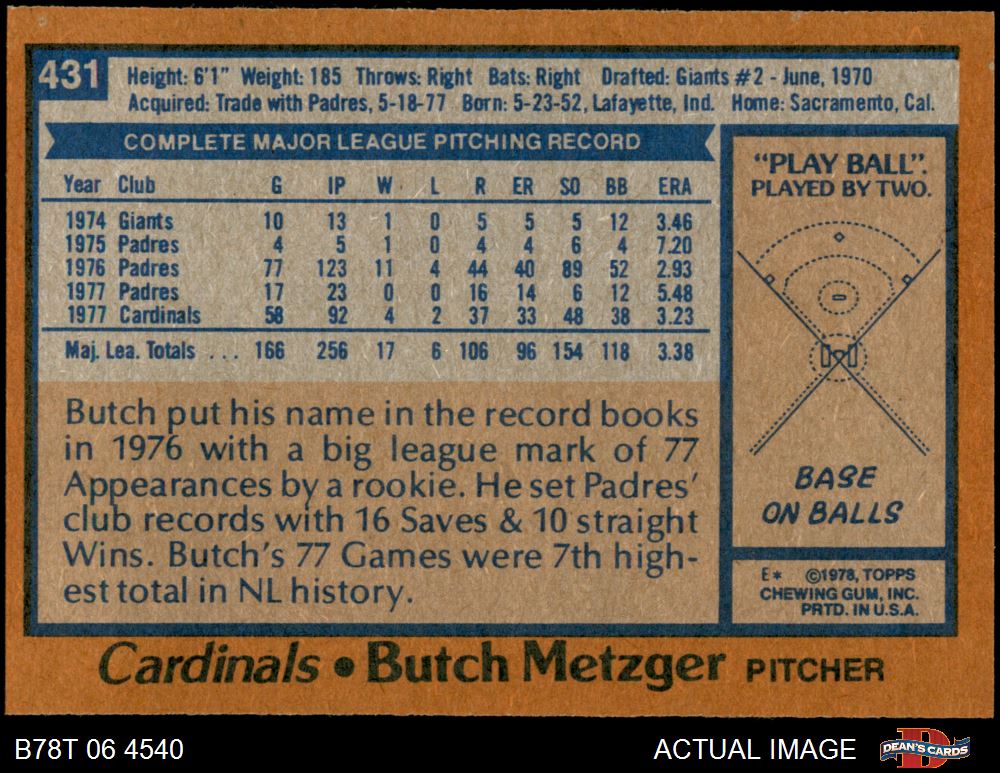 431
Height: 6'1" Weight: 185 Throws: Right Bats: Right Drafted: Giants #2 - June, 1970
Acquired: Trade with Padres, 5-18-77 Born: 5-23-52, Lafayette, Ind. Home: Sacramento, Cal.
COMPLETE MAJOR LEAGUE PITCHING RECORD
Year Club G IP W L R ER SO BB ERA
1974 Giants 10 13 1 0 5 5 5 12 3.46
1975 Padres 4 5 1 0 4 4 6 4 7.20
1976 Padres 77 123 11 4 44 40 89 52 2.93
1977 Padres 17 23 0 0 16 14 6 12 5.48
1977 Cardinals 58 92 4 2 37 33 48 38 3.23
Maj. Lea. Totals ... 166 256 17 6 106 96 154 118 3.38
Butch put his name in the record books
in 1976 with a big league mark of 77
Appearances by a rookie. He set Padres'
club records with 16 Saves & 10 straight
Wins. Butch's 77 Games were 7th high-
est total in NL history.
"PLAY BALL".
PLAYED BY TWO.
BASE
ON BALLS
E* ©1978, TOPPS
CHEWING GUM, INC.
PRTD. IN U.S.A.
Cardinals • Butch Metzger PITCHER
B78T 06 4540 ACTUAL IMAGE
DEAN'S CARDS